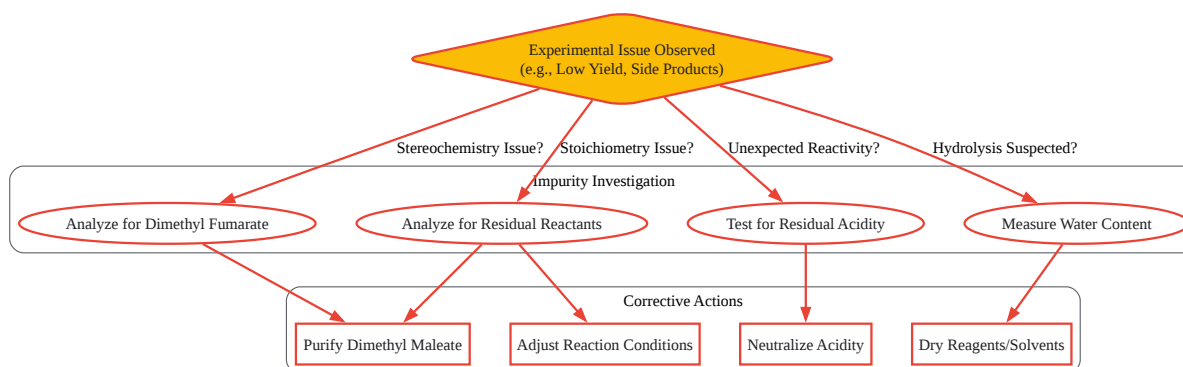 Experimental Issue Observed
(e.g., Low Yield, Side Products)
Stereochemistry Issue?
Stoichiometry Issue?
Unexpected Reactivity?
Hydrolysis Suspected?
Impurity Investigation
Analyze for Dimethyl Fumarate
Analyze for Residual Reactants
Test for Residual Acidity
Measure Water Content
Corrective Actions
Purify Dimethyl Maleate
Adjust Reaction Conditions
Neutralize Acidity
Dry Reagents/Solvents